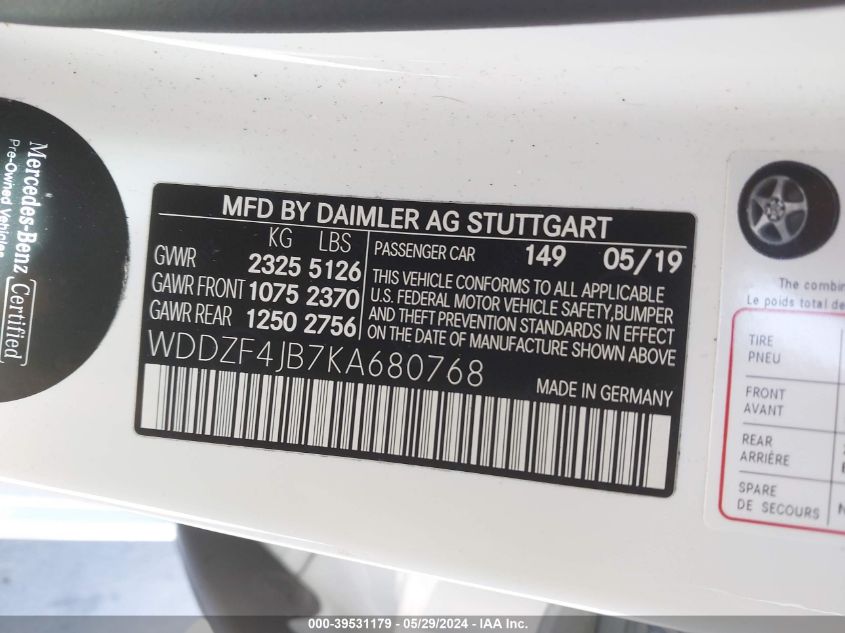 Mercedes-Benz
Pre-Owned Vehicles
Certified
MFD BY DAIMLER AG STUTTGART
KG LBS
GVWR 2325 5126
GAWR FRONT 1075 2370
GAWR REAR 1250 2756
PASSENGER CAR 149 05/19
THIS VEHICLE CONFORMS TO ALL APPLICABLE
U.S. FEDERAL MOTOR VEHICLE SAFETY,BUMPER
AND THEFT PREVENTION STANDARDS IN EFFECT
ON THE DATE OF MANUFACTURE SHOWN ABOVE
WDDZF4JB7KA680768
MADE IN GERMANY
The
Le poids total
TIRE
PNEU
FRONT
AVANT
REAR
ARRIÈRE
SPARE
DE SECOURS
000-39531179 - 05/29/2024 - IAA Inc.